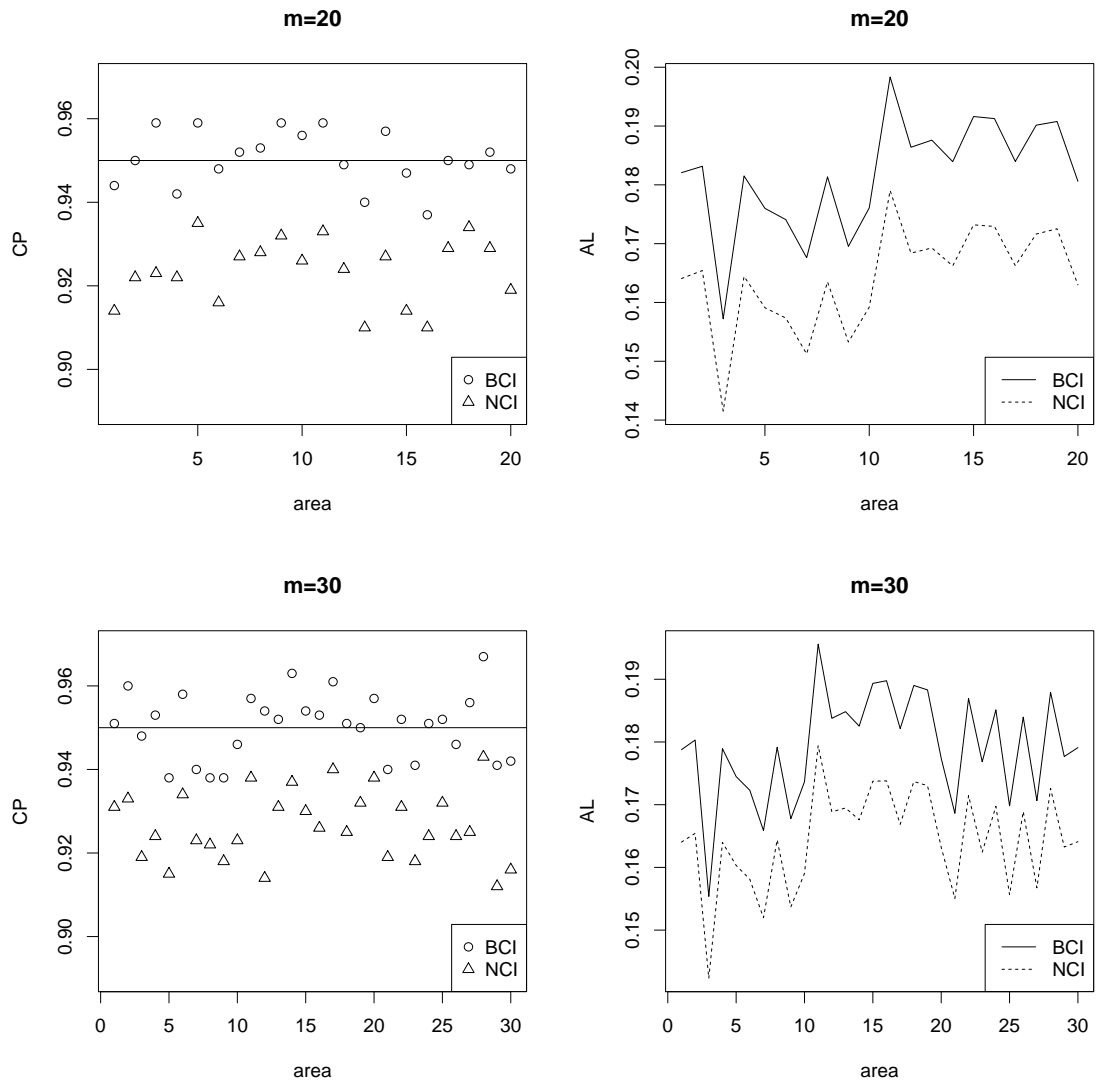 m=20
CP
0.90 0.92 0.94 0.96
5 10 15 20
area
BCI
NCI
m=20
AL
0.14 0.15 0.16 0.17 0.18 0.19 0.20
5 10 15 20
area
BCI
NCI
m=30
CP
0.90 0.92 0.94 0.96
0 5 10 15 20 25 30
area
BCI
NCI
m=30
AL
0.15 0.16 0.17 0.18 0.19
0 5 10 15 20 25 30
area
BCI
NCI